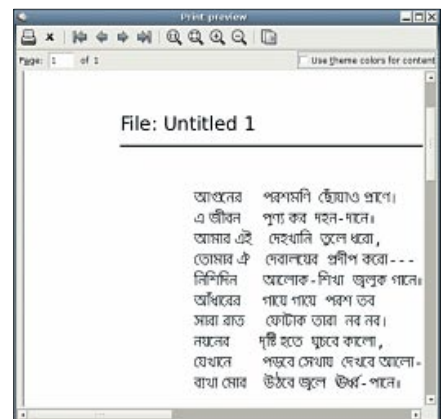 Print preview
Page: 1 of 1 Use theme colors for content
File: Untitled 1
আগুনের পরশমণি ছোঁয়াও প্রাণে।
এ জীবন পুণ্য কর দহন-দানে।
আমার এই দেহখানি তুলে ধরো,
তোমার ঐ দেবালয়ের প্রদীপ করো---
নিশিদিন আলোক-শিখা জ্বলুক গানে।
আঁধারের গায়ে গায়ে পরশ তব
সারা রাত ফোটাক তারা নব নব।
নয়নের দৃষ্টি হতে ঘুচবে কালো,
যেখানে পড়বে সেথায় দেখবে আলো-
ব্যথা মোর উঠবে জ্বলে ঊর্ধ্ব-পানে।